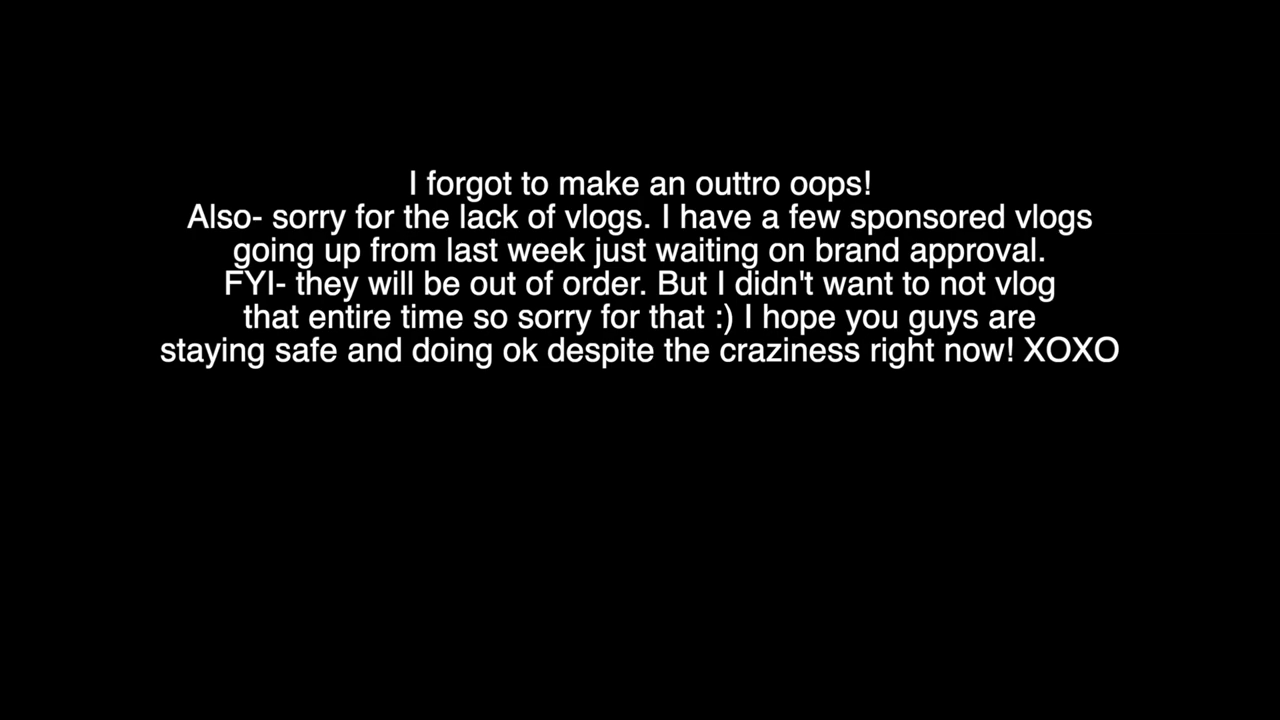 I forgot to make an outtro oops!
Also- sorry for the lack of vlogs. I have a few sponsored vlogs
going up from last week just waiting on brand approval.
FYI- they will be out of order. But I didn't want to not vlog
that entire time so sorry for that :) I hope you guys are
staying safe and doing ok despite the craziness right now! XOXO